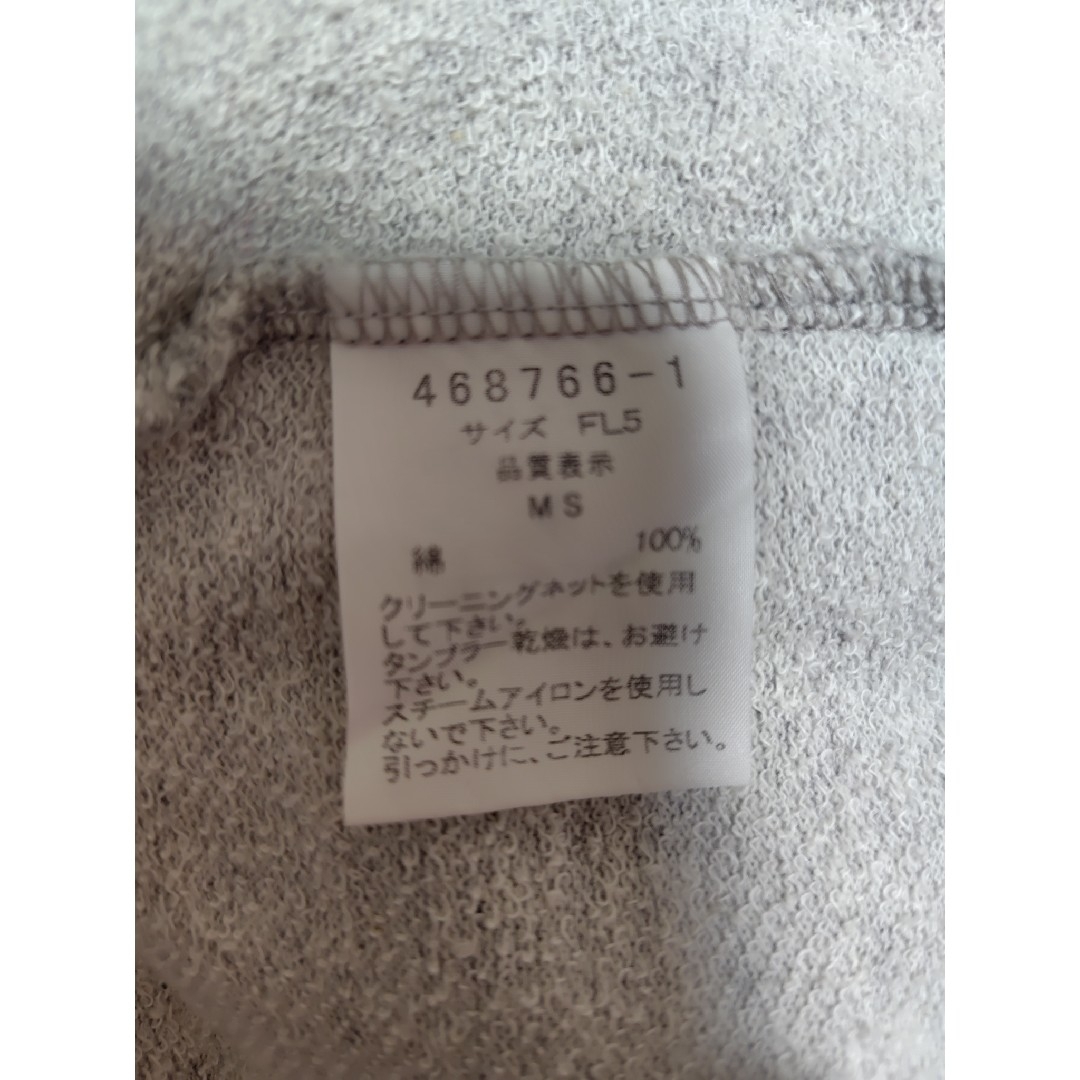 468766-1
サイズ FL5
品質表示
MS
綿 100%
クリーニングネットを使用
して下さい。
タンブラー乾燥は、お避け
下さい。
スチームアイロンを使用し
ないで下さい。
引っかけに、ご注意下さい。